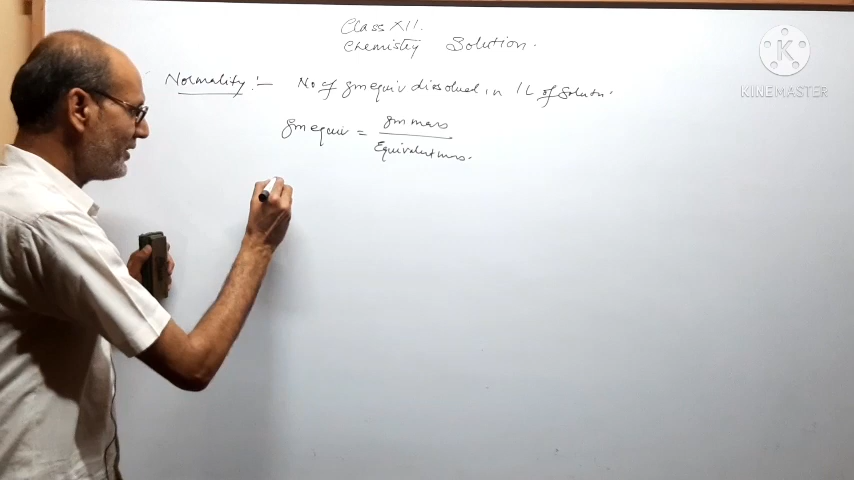 Class XII.
Chemistry Solution.
Normality :- No of gm equiv dissolved in 1L of Solutn.
gm equiv = gm mass
Equivalent mass.
K
KINEMASTER